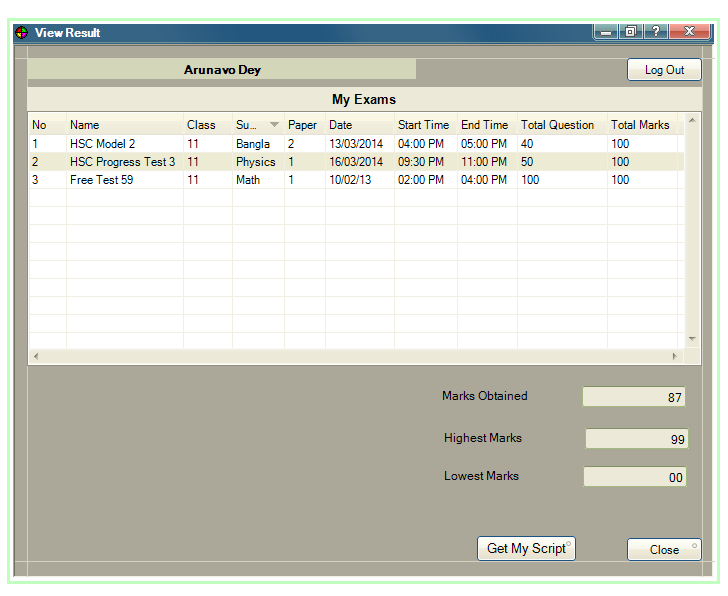 View Result
Arunavo Dey
Log Out
My Exams
No Name Class Su... Paper Date Start Time End Time Total Question Total Marks
1 HSC Model 2 11 Bangla 2 13/03/2014 04:00 PM 05:00 PM 40 100
2 HSC Progress Test 3 11 Physics 1 16/03/2014 09:30 PM 11:00 PM 50 100
3 Free Test 59 11 Math 1 10/02/13 02:00 PM 04:00 PM 100 100
Marks Obtained 87
Highest Marks 99
Lowest Marks 00
Get My Script Close